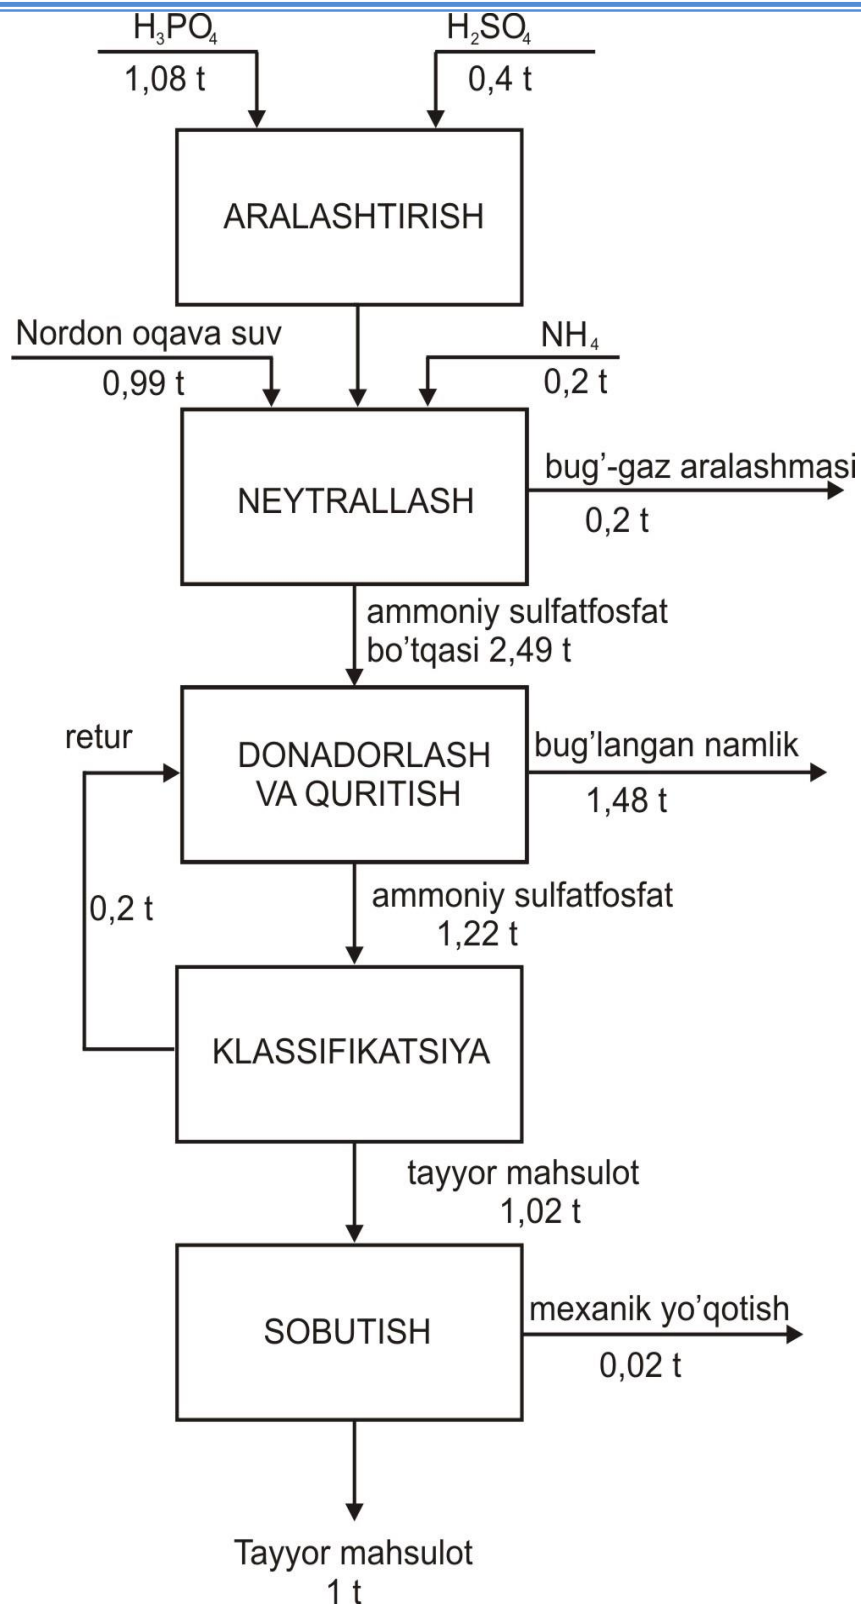 H₃PO₄
1,08 t
H₂SO₄
0,4 t
ARALASHTIRISH
Nordon oqava suv
0,99 t
NH₄
0,2 t
NEYTRALLASH
bug’-gaz aralashmasi
0,2 t
ammoniy sulfatfosfat
bo’tqasi 2,49 t
retur
DONADORLASH
VA QURITISH
bug’langan namlik
1,48 t
0,2 t
ammoniy sulfatfosfat
1,22 t
KLASSIFIKATSIYA
tayyor mahsulot
1,02 t
SOBUTISH
mexanik yo’qotish
0,02 t
Tayyor mahsulot
1 t